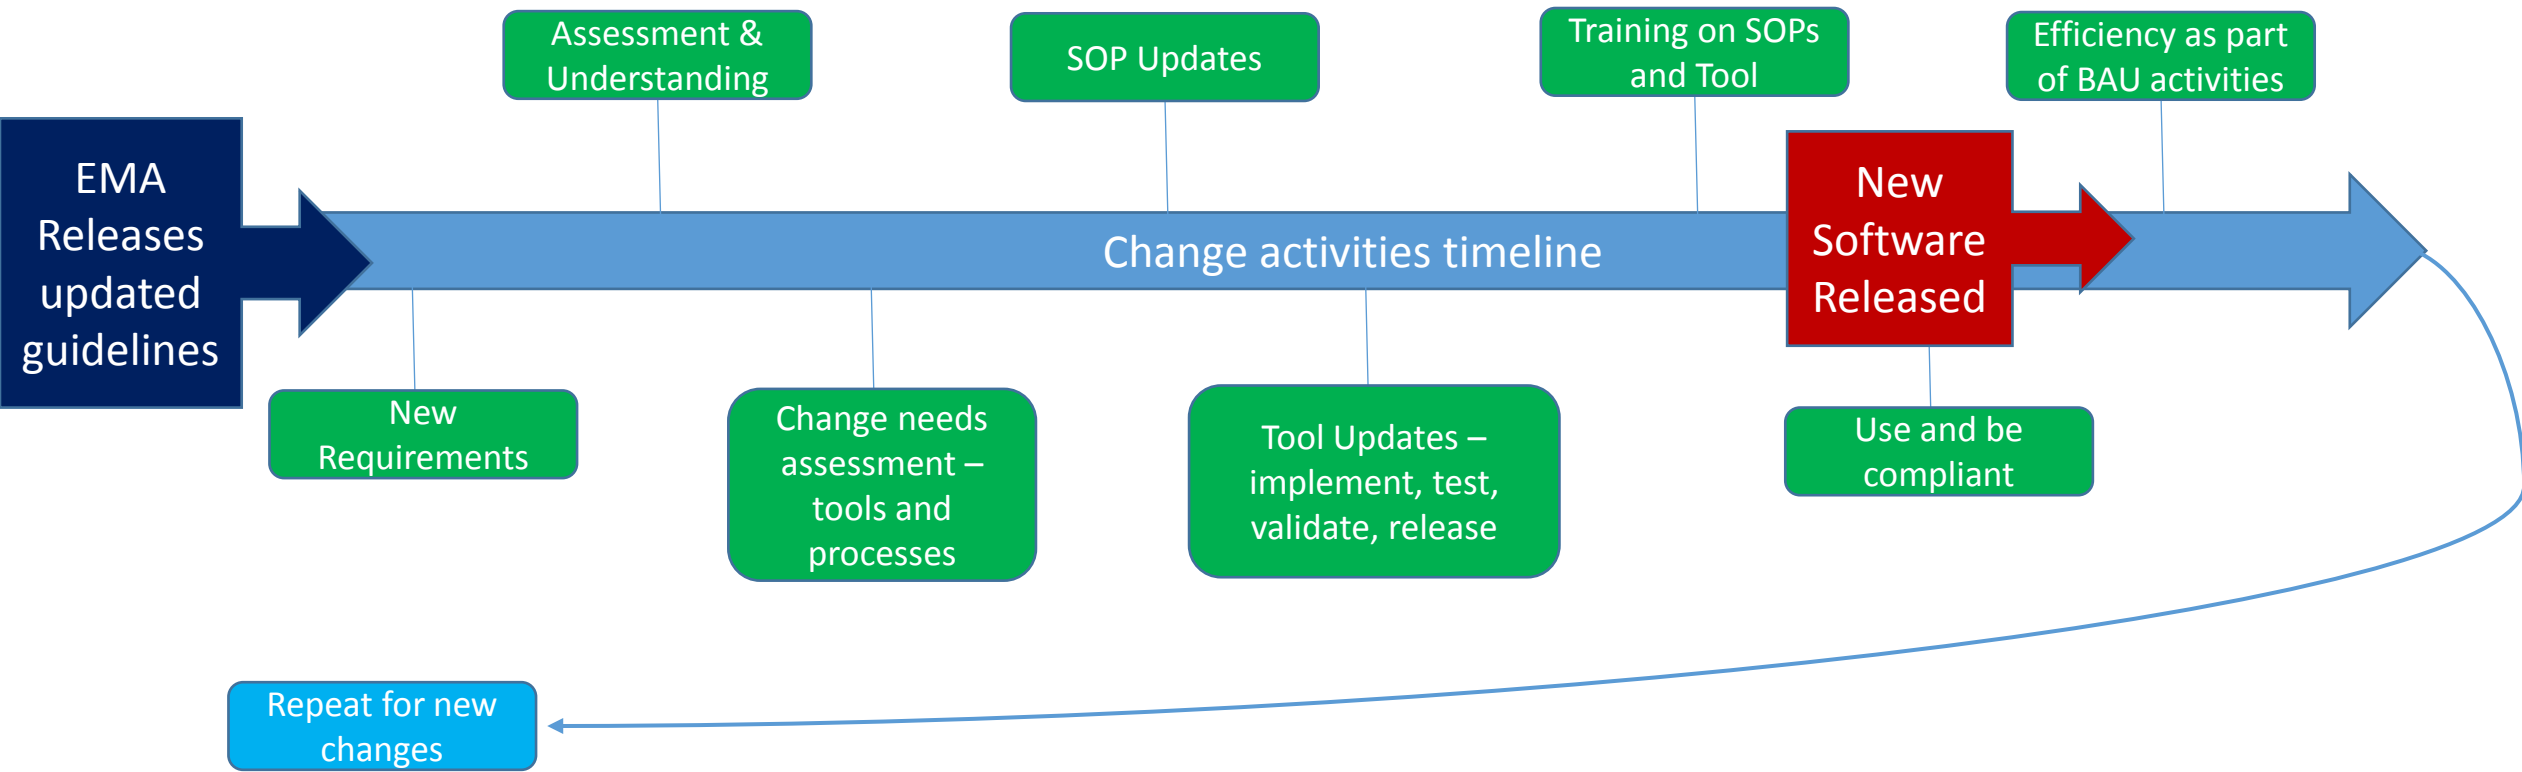 Assessment &
Understanding
SOP Updates
Training on SOPs
and Tool
Efficiency as part
of BAU activities
EMA
Releases
updated
guidelines
Change activities timeline
New
Software
Released
New
Requirements
Change needs
assessment –
tools and
processes
Tool Updates –
implement, test,
validate, release
Use and be
compliant
Repeat for new
changes